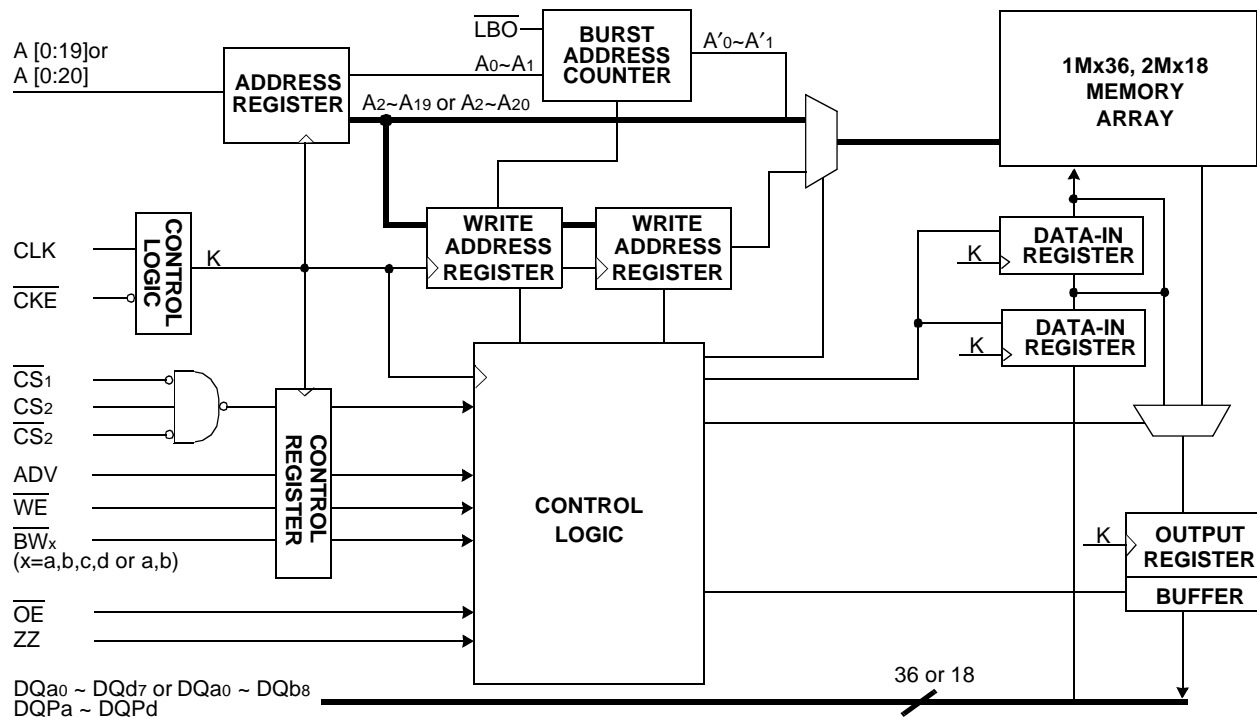 LBO
BURST
ADDRESS
COUNTER
A′0~A′1
A [0:19]or
A [0:20]
ADDRESS
REGISTER
A0~A1
A2~A19 or A2~A20
1Mx36, 2Mx18
MEMORY
ARRAY
CLK
CKE
CONTROL
LOGIC
K
WRITE
ADDRESS
REGISTER
WRITE
ADDRESS
REGISTER
K
DATA-IN
REGISTER
K
DATA-IN
REGISTER
CS1
CS2
CS2
ADV
WE
BWx
(x=a,b,c,d or a,b)
CONTROL
REGISTER
CONTROL
LOGIC
K
OUTPUT
REGISTER
BUFFER
OE
ZZ
DQa0 ~ DQd7 or DQa0 ~ DQb8
DQPa ~ DQPd
36 or 18